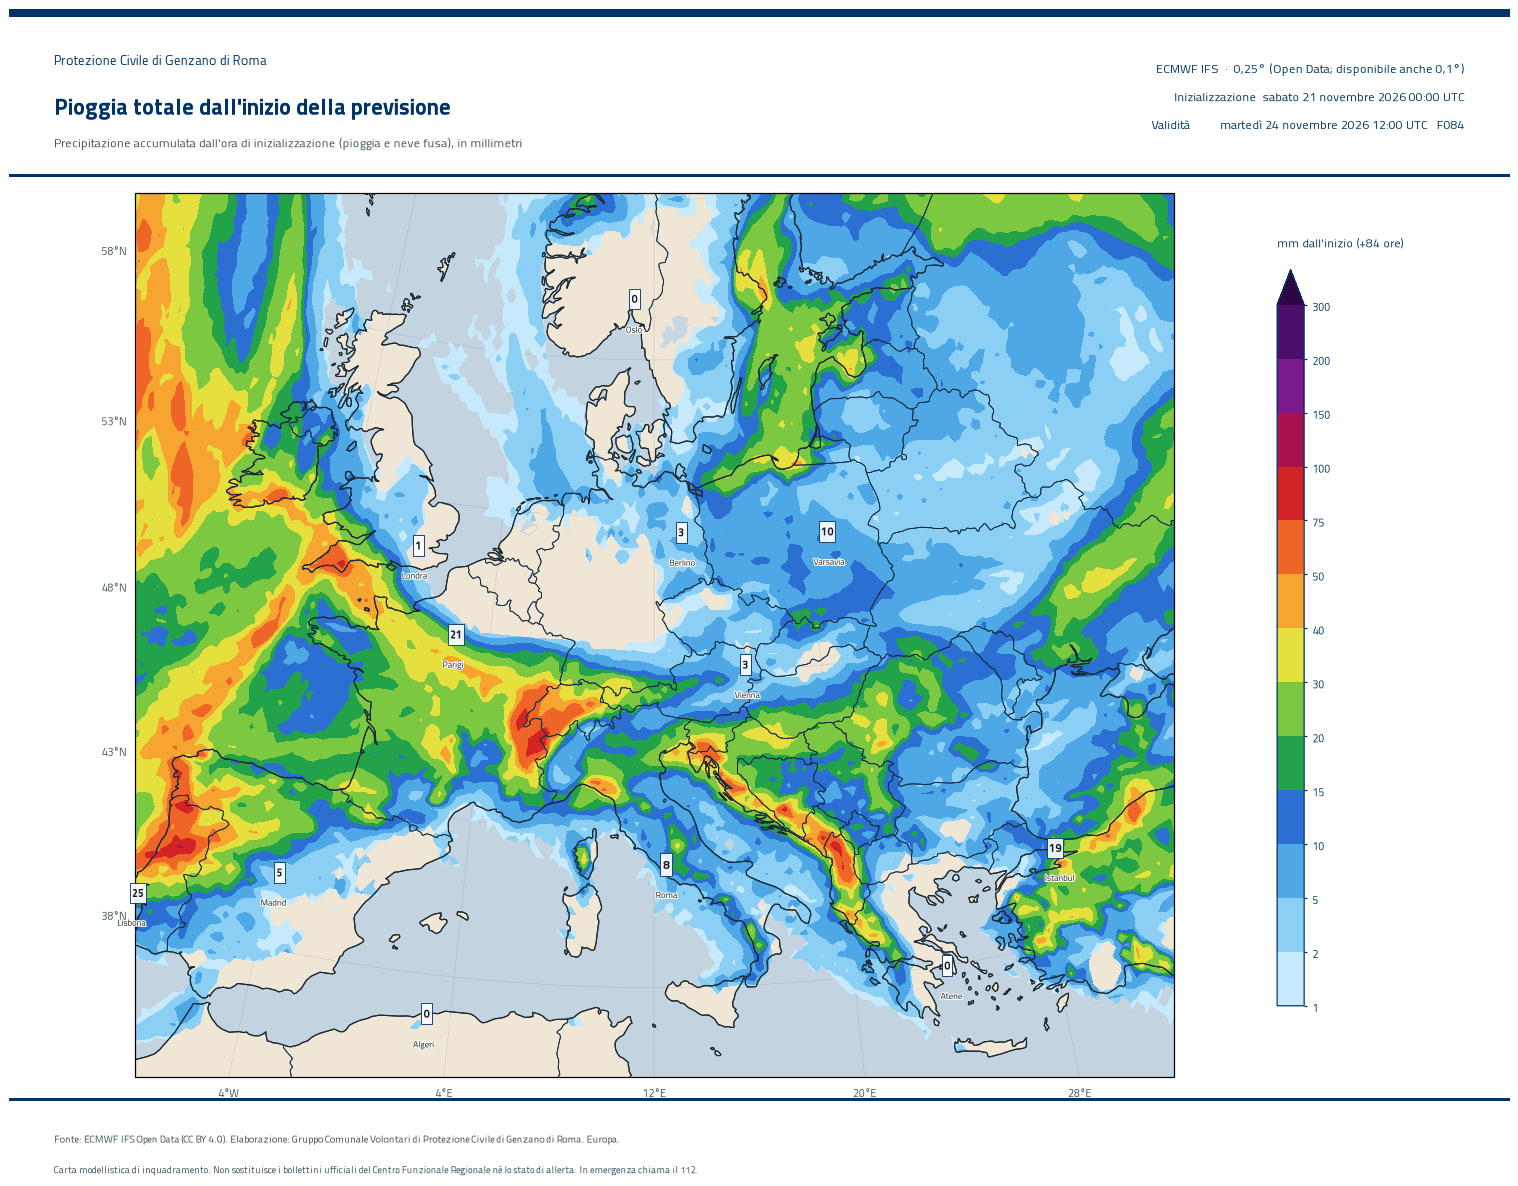 Protezione Civile di Genzano di Roma
Pioggia totale dall'inizio della previsione
Precipitazione accumulata dall'ora di inizializzazione (pioggia e neve fusa), in millimetri
ECMWF IFS · 0,25° (Open Data; disponibile anche 0,1°)
Inizializzazione sabato 21 novembre 2026 00:00 UTC
Validità martedì 24 novembre 2026 12:00 UTC F084
mm dall'inizio (+84 ore)
300
200
150
100
75
50
40
30
20
15
10
5
2
1
58°N
53°N
48°N
43°N
38°N
4°W
4°E
12°E
20°E
28°E
0
Oslo
1
Londra
3
Berlino
10
Varsavia
21
Parigi
3
Vienna
5
Madrid
25
Lisbona
8
Roma
19
Istanbul
0
Atene
0
Algeri
Fonte: ECMWF IFS Open Data (CC BY 4.0). Elaborazione: Gruppo Comunale Volontari di Protezione Civile di Genzano di Roma. Europa.
Carta modellistica di inquadramento. Non sostituisce i bollettini ufficiali del Centro Funzionale Regionale né lo stato di allerta. In emergenza chiama il 112.